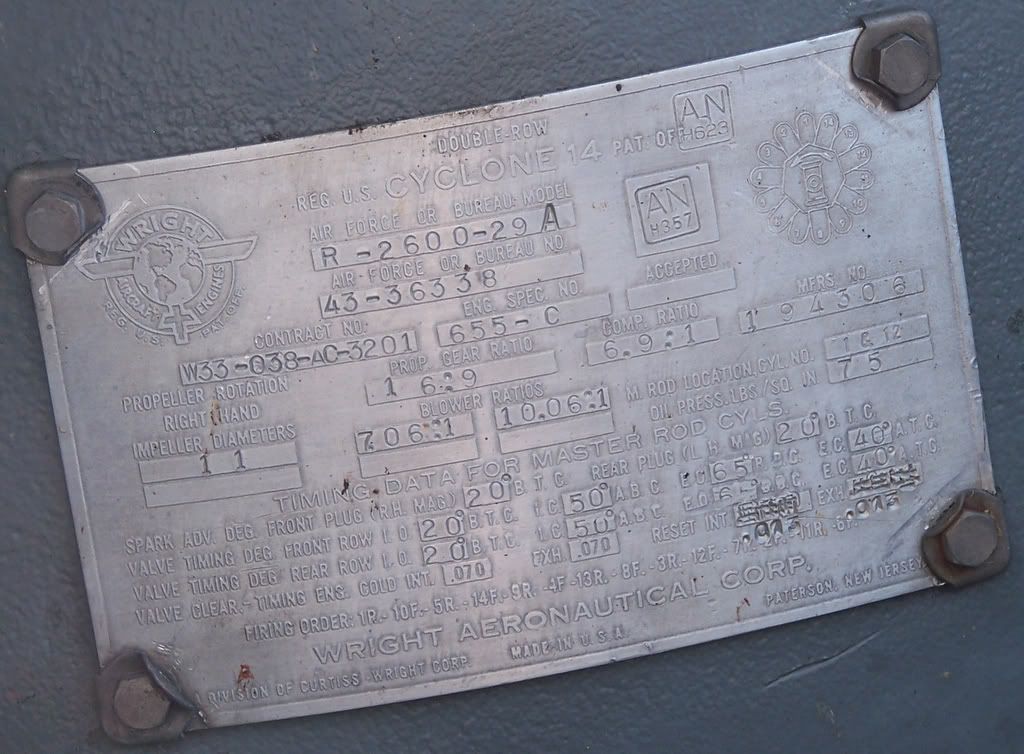 DOUBLE-ROW
AN H623
REG. U.S. CYCLONE 14 PAT. OFF.
AIR FORCE OR BUREAU MODEL
R-2600-29A
AN H357
WRIGHT AIRCRAFT ENGINES REG. U.S. PAT. OFF.
AIR FORCE OR BUREAU NO.
43-36338
ACCEPTED
CONTRACT NO. ENG. SPEC. NO. MFRS. NO.
W33-038-AC-3201 655-C 194306
PROPELLER ROTATION PROP. GEAR RATIO COMP. RATIO
RIGHT HAND 16:9 6.9:1
M. ROD LOCATION, CYL. NO. 1 & 12
IMPELLER DIAMETERS BLOWER RATIOS OIL PRESS. LBS/SQ. IN 75
11 7.06:1 10.06:1
TIMING DATA FOR MASTER ROD CYLS.
SPARK ADV. DEG. FRONT PLUG (R.H. MAG.) 20° B.T.C. REAR PLUG (L.H. MAG) 20° B.T.C.
VALVE TIMING DEG. FRONT ROW I.O. 20° B.T.C. I.C. 50° A.B.C. 65° B.B.C. E.C. 40° A.T.C.
VALVE TIMING DEG. REAR ROW I.O. 20° B.T.C. I.C. 50° A.B.C. E.O. B.B.C. E.C. 40° A.T.C.
VALVE CLEAR.-TIMING ENG. COLD INT. .070 EXH .070 RESET INT EXH
FIRING ORDER: 1R.-10F.-5R.-14F.-9R.-4F-13R.-8F.-3R.-12F.-7R. -11R.-6F.
WRIGHT AERONAUTICAL CORP.
A DIVISION OF CURTISS-WRIGHT CORP. MADE-IN-U.S.A. PATERSON, NEW JERSEY